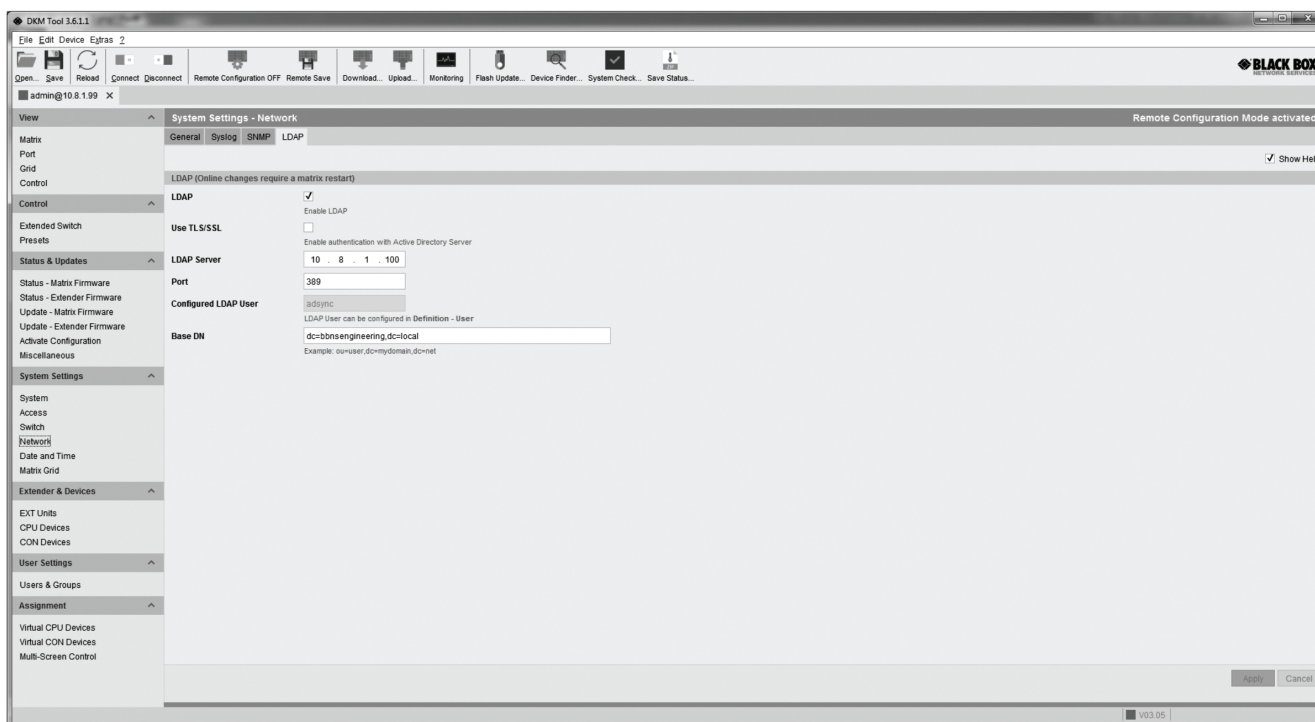 DKM Tool 3.6.1.1
File Edit Device Extras ?
Open... Save Reload Connect Disconnect Remote Configuration OFF Remote Save Download... Upload... Monitoring Flash Update... Device Finder... System Check... Save Status...
BLACK BOX
NETWORK SERVICES
admin@10.8.1.99
View
Matrix
Port
Grid
Control
Control
Extended Switch
Presets
Status & Updates
Status - Matrix Firmware
Status - Extender Firmware
Update - Matrix Firmware
Update - Extender Firmware
Activate Configuration
Miscellaneous
System Settings
System
Access
Switch
Network
Date and Time
Matrix Grid
Extender & Devices
EXT Units
CPU Devices
CON Devices
User Settings
Users & Groups
Assignment
Virtual CPU Devices
Virtual CON Devices
Multi-Screen Control
System Settings - Network
Remote Configuration Mode activated
General Syslog SNMP LDAP
Show Hel
LDAP (Online changes require a matrix restart)
LDAP
Enable LDAP
Use TLS/SSL
Enable authentication with Active Directory Server
LDAP Server 10 . 8 . 1 . 100
Port 389
Configured LDAP User adsync
LDAP User can be configured in Definition - User
Base DN dc=bbnsengineering,dc=local
Example: ou=user,dc=mydomain,dc=net
Apply Cancel
V03.05